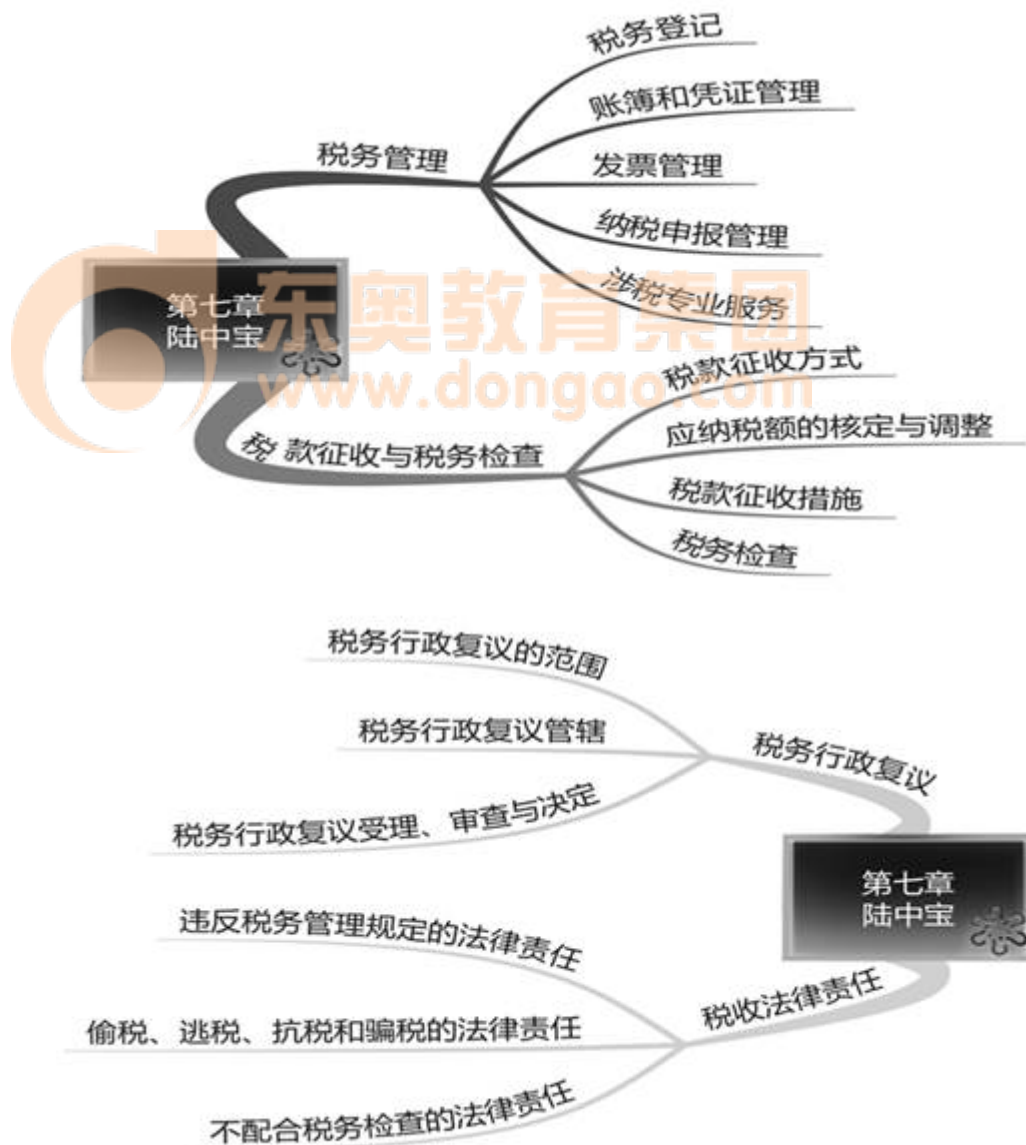 税务登记
账簿和凭证管理
税务管理
发票管理
纳税申报管理
涉税专业服务
第七章
陆中宝
东奥教育集团
www.dongao.com
税款征收方式
应纳税额的核定与调整
税款征收与税务检查
税款征收措施
税务检查
税务行政复议的范围
税务行政复议管辖
税务行政复议
税务行政复议受理、审查与决定
第七章
陆中宝
违反税务管理规定的法律责任
税收法律责任
偷税、逃税、抗税和骗税的法律责任
不配合税务检查的法律责任